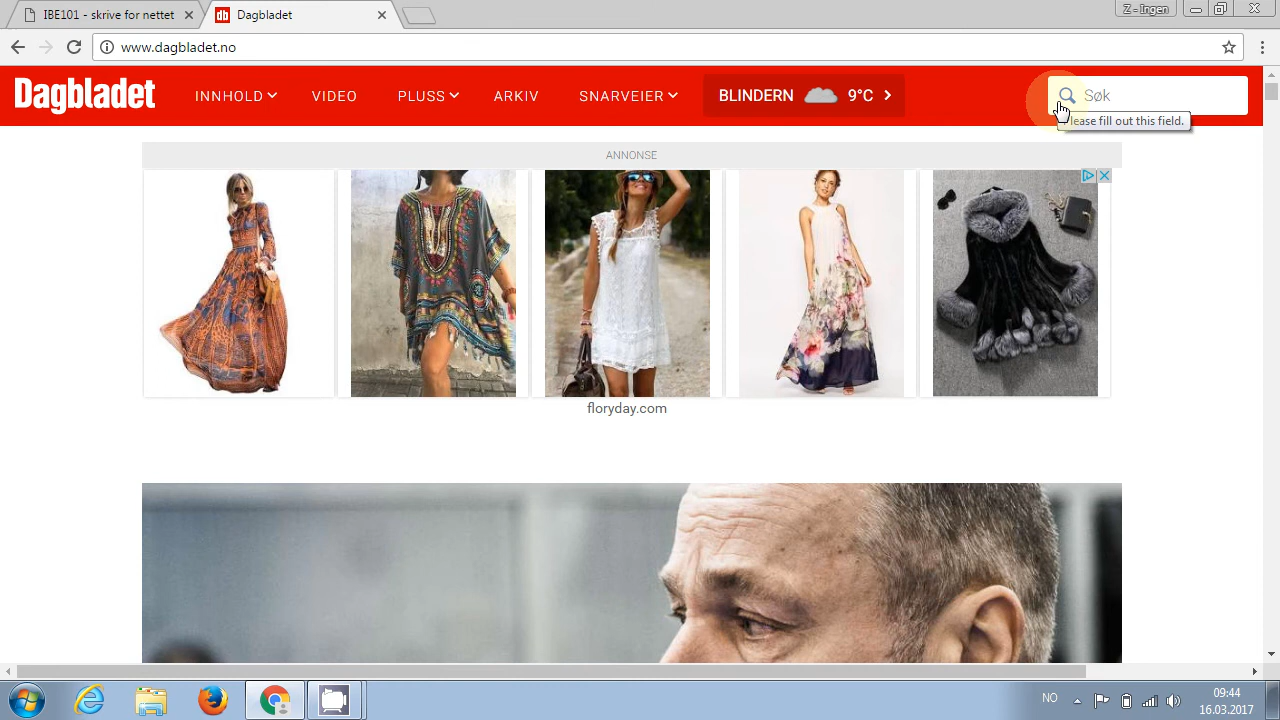 IBE101 - skrive for nettet
Dagbladet
Z - Ingen
www.dagbladet.no
Dagbladet
INNHOLD
VIDEO
PLUSS
ARKIV
SNARVEIER
BLINDERN
9°C
Søk
lease fill out this field.
ANNONSE
floryday.com
NO
09:44
16.03.2017